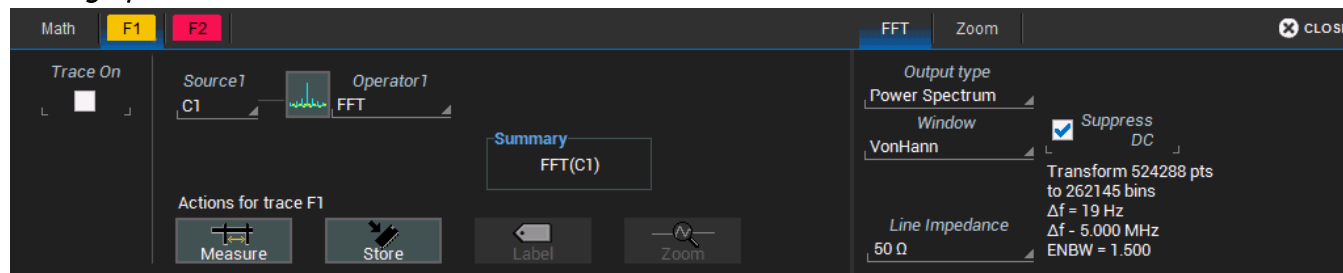 Math F1 F2 FFT Zoom CLOS
Trace On
Source1 Operator1
C1 FFT
Summary
FFT(C1)
Actions for trace F1
Measure Store Label Zoom
Output type
Power Spectrum
Window
VonHann
Suppress
DC
Transform 524288 pts
to 262145 bins
Δf = 19 Hz
Δf - 5.000 MHz
ENBW = 1.500
Line Impedance
50 Ω